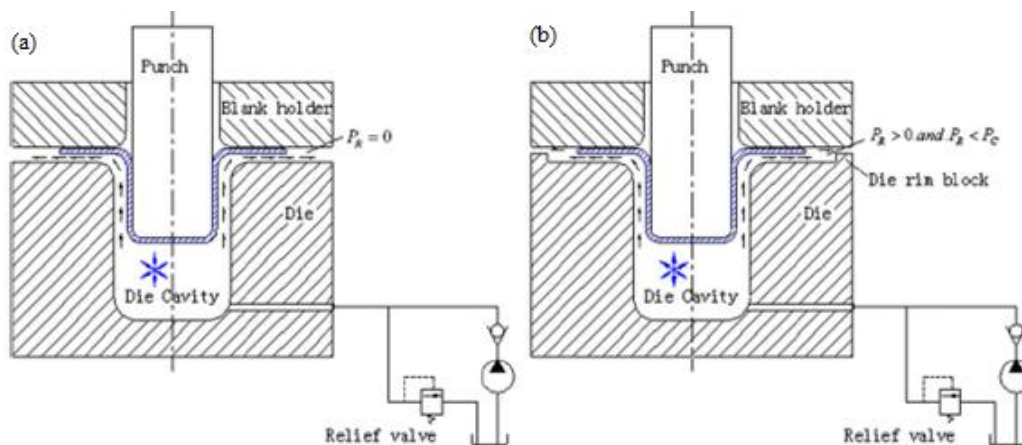 (a)
Punch
Blank holder
P_R = 0
Die
Die Cavity
Relief valve
(b)
Punch
Blank holder
P_R > 0 and P_R < P_C
Die rim block
Die
Die Cavity
Relief valve